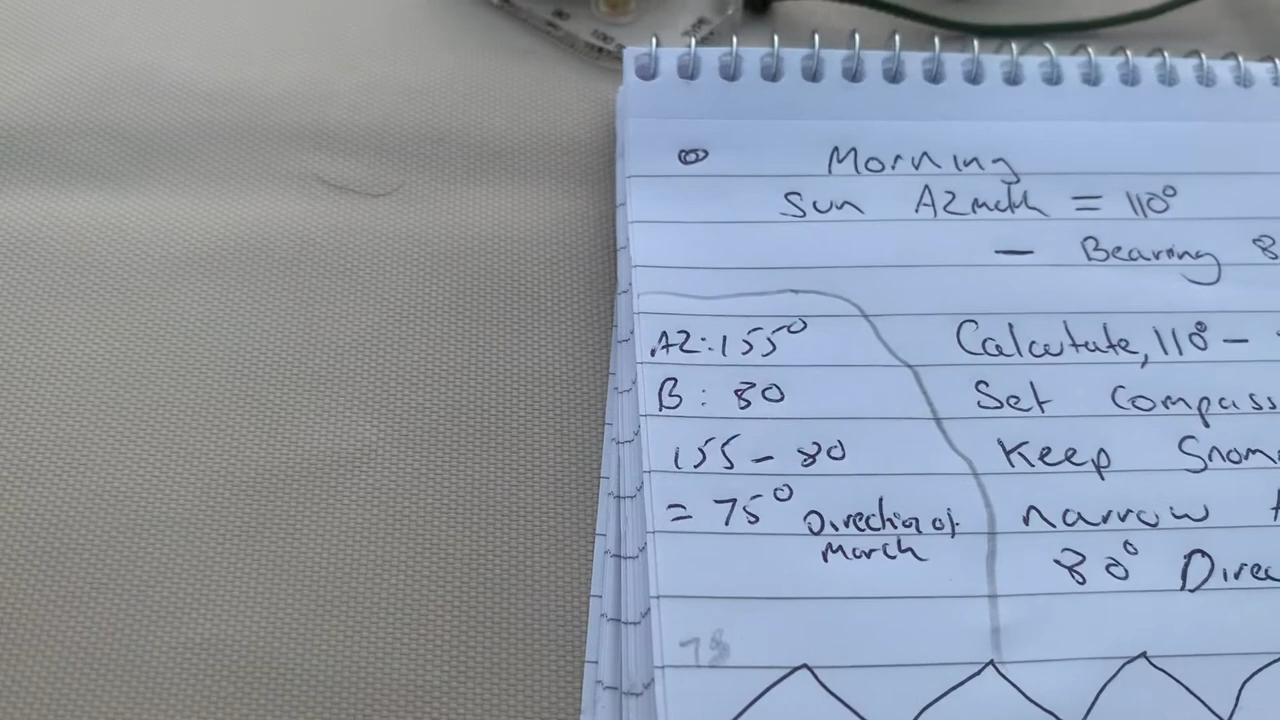 Morning
Sun Azmuth = 110°
— Bearing 8
AZ: 155°
B: 80
155 - 80
= 75° Direction of
March
Calculate, 110° -
Set Compass
Keep
narrow
80° Direc
78